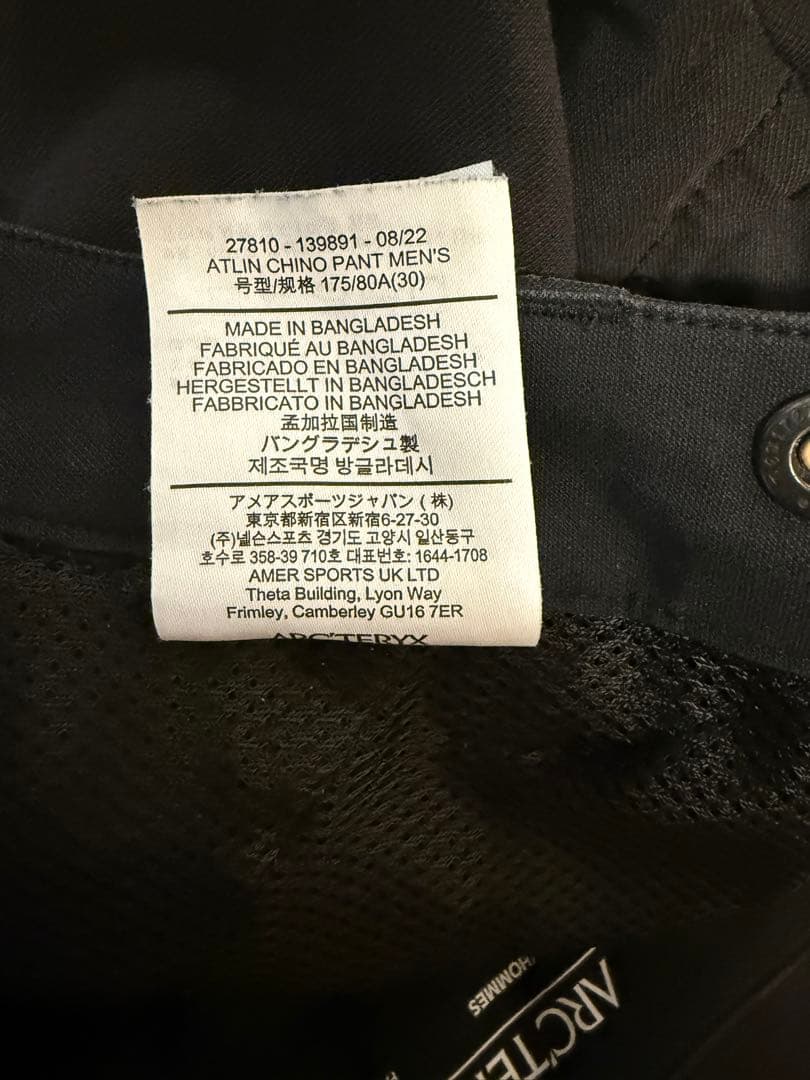 27810 - 139891 - 08/22
ATLIN CHINO PANT MEN'S
号型/规格 175/80A(30)
MADE IN BANGLADESH
FABRIQUÉ AU BANGLADESH
FABRICADO EN BANGLADESH
HERGESTELLT IN BANGLADESCH
FABBRICATO IN BANGLADESH
孟加拉国制造
バングラデシュ製
제조국명 방글라데시
アメアスポーツジャパン (株)
東京都新宿区新宿6-27-30
(주)넬슨스포츠 경기도 고양시 일산동구
호수로 358-39 710호 대표번호: 1644-1708
AMER SPORTS UK LTD
Theta Building, Lyon Way
Frimley, Camberley GU16 7ER
ARC'TERYX
HOMMES
ARC'TE